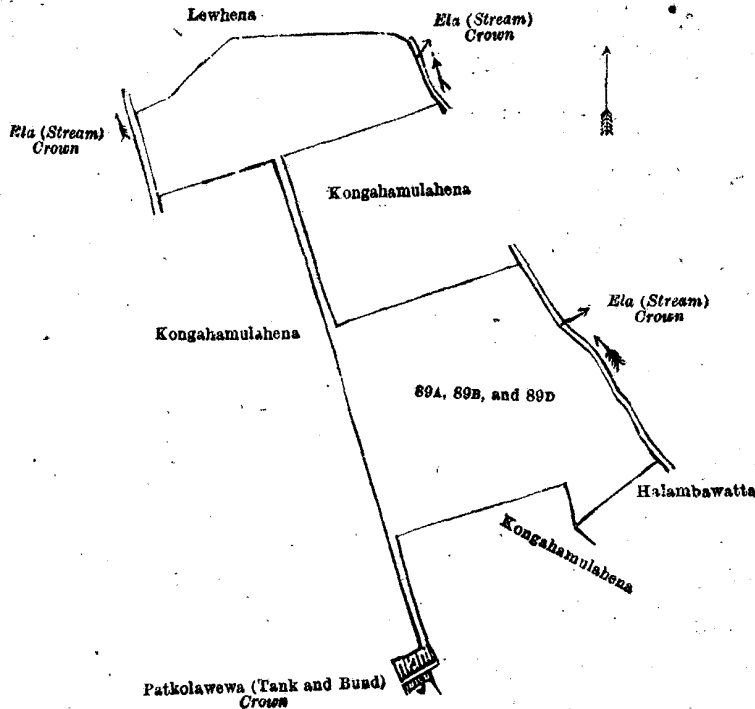 Lewhena
Ela (Stream)
Crown
Ela (Stream)
Crown
Kongahamulahena
Ela (Stream)
Crown
Kongahamulahena
89A, 89B, and 89D
Halambawatta
Kongahamulahena
Patkolawewa (Tank and Bund)
Crown